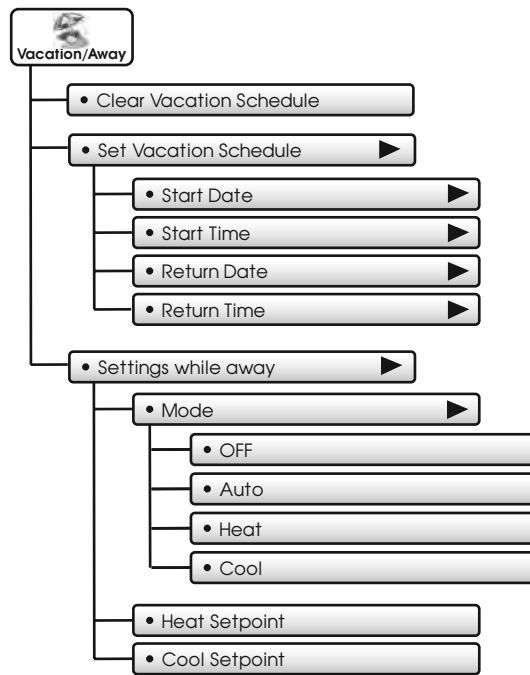 Vacation/Away
• Clear Vacation Schedule
• Set Vacation Schedule
• Start Date
• Start Time
• Return Date
• Return Time
• Settings while away
• Mode
• OFF
• Auto
• Heat
• Cool
• Heat Setpoint
• Cool Setpoint